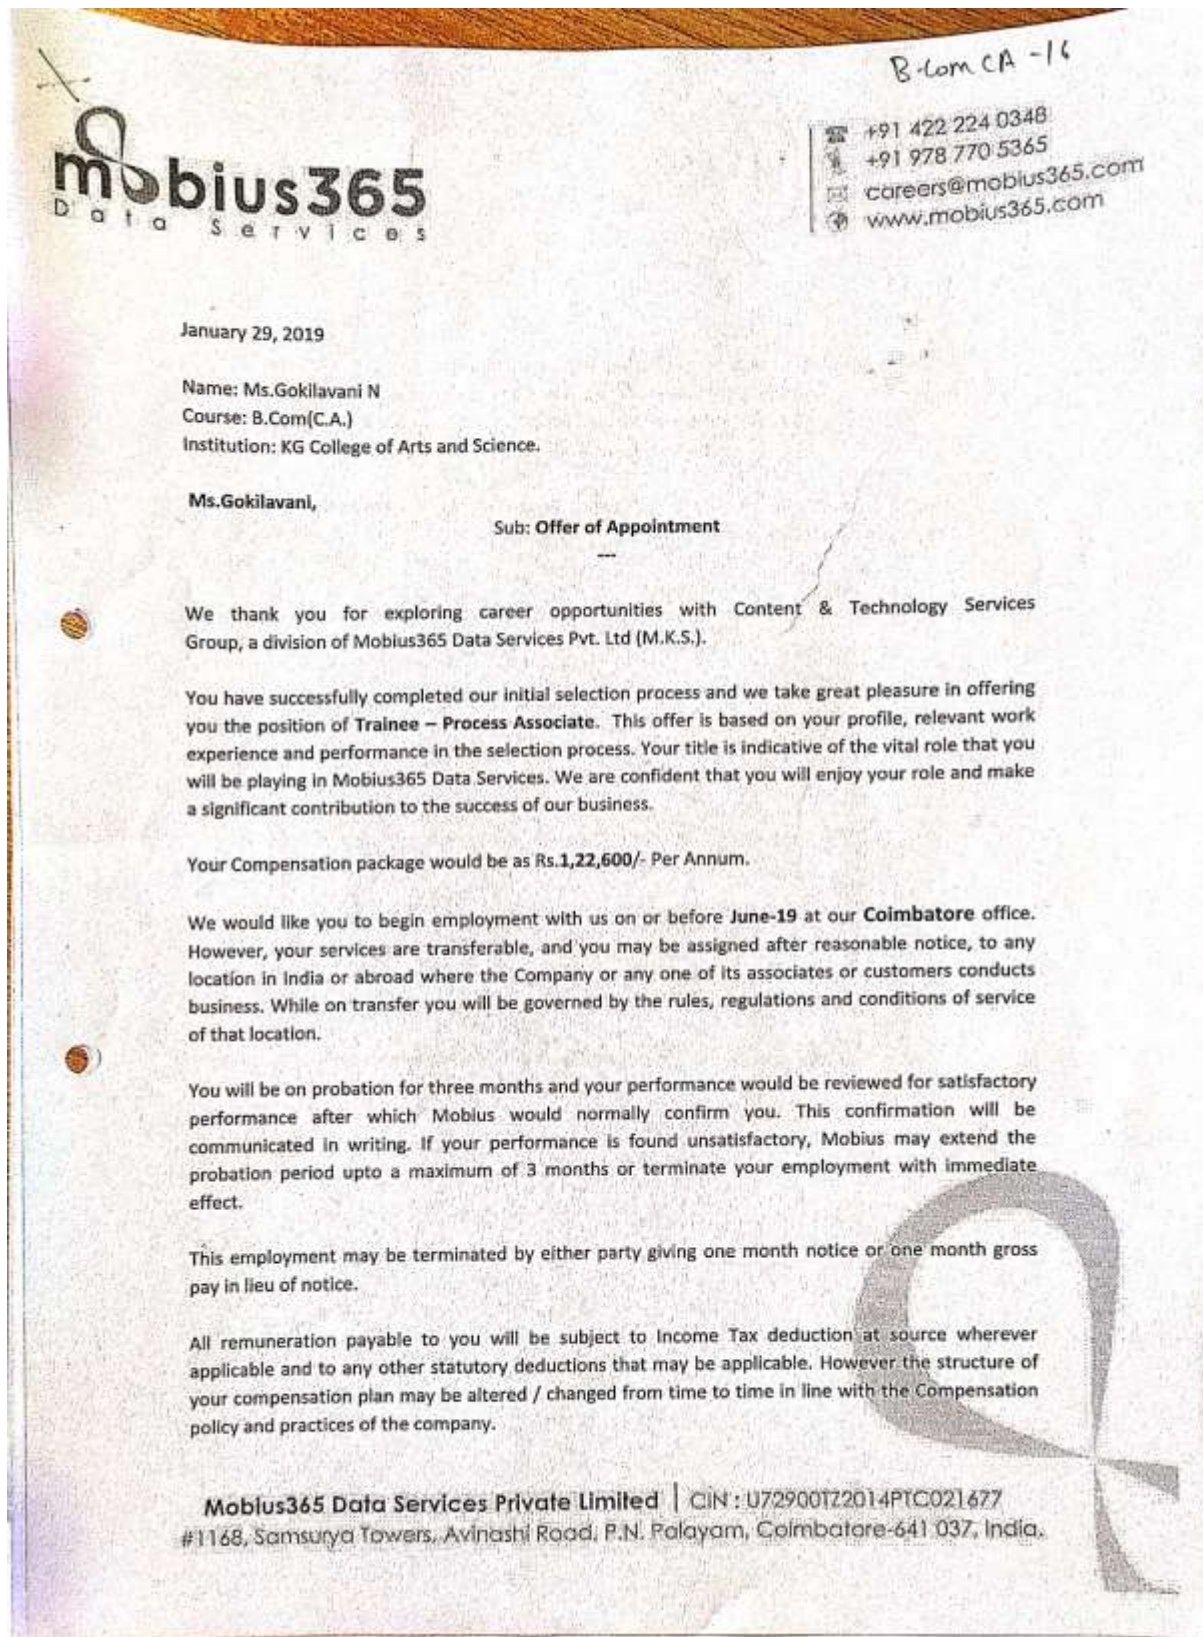 B.Com CA -16
mobius365
Data Services
+91 422 224 0348
+91 978 770 5365
careers@mobius365.com
www.mobius365.com
January 29, 2019
Name: Ms.Gokilavani N
Course: B.Com(C.A.)
Institution: KG College of Arts and Science.
Ms.Gokilavani,
Sub: Offer of Appointment
---
We thank you for exploring career opportunities with Content & Technology Services
Group, a division of Mobius365 Data Services Pvt. Ltd (M.K.S.).
You have successfully completed our initial selection process and we take great pleasure in offering
you the position of Trainee – Process Associate. This offer is based on your profile, relevant work
experience and performance in the selection process. Your title is indicative of the vital role that you
will be playing in Mobius365 Data Services. We are confident that you will enjoy your role and make
a significant contribution to the success of our business.
Your Compensation package would be as Rs.1,22,600/- Per Annum.
We would like you to begin employment with us on or before June-19 at our Coimbatore office.
However, your services are transferable, and you may be assigned after reasonable notice, to any
location in India or abroad where the Company or any one of its associates or customers conducts
business. While on transfer you will be governed by the rules, regulations and conditions of service
of that location.
You will be on probation for three months and your performance would be reviewed for satisfactory
performance after which Mobius would normally confirm you. This confirmation will be
communicated in writing. If your performance is found unsatisfactory, Mobius may extend the
probation period upto a maximum of 3 months or terminate your employment with immediate
effect.
This employment may be terminated by either party giving one month notice or one month gross
pay in lieu of notice.
All remuneration payable to you will be subject to Income Tax deduction at source wherever
applicable and to any other statutory deductions that may be applicable. However the structure of
your compensation plan may be altered / changed from time to time in line with the Compensation
policy and practices of the company.
Mobius365 Data Services Private Limited | CIN : U72900TZ2014PTC021677
#1168, Samsurya Towers, Avinashi Road, P.N. Palayam, Coimbatore-641 037, India.